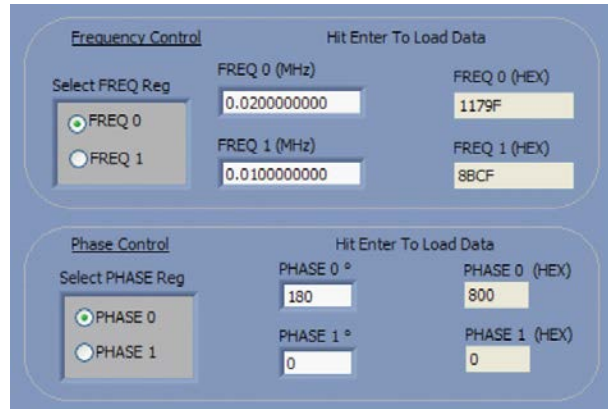 Frequency Control
Hit Enter To Load Data
Select FREQ Reg
FREQ 0 (MHz)
FREQ 0 (HEX)
FREQ 0
0.0200000000
1179F
FREQ 1
FREQ 1 (MHz)
FREQ 1 (HEX)
0.0100000000
8BCF
Phase Control
Hit Enter To Load Data
Select PHASE Reg
PHASE 0 º
PHASE 0 (HEX)
PHASE 0
180
800
PHASE 1
PHASE 1 º
PHASE 1 (HEX)
0
0